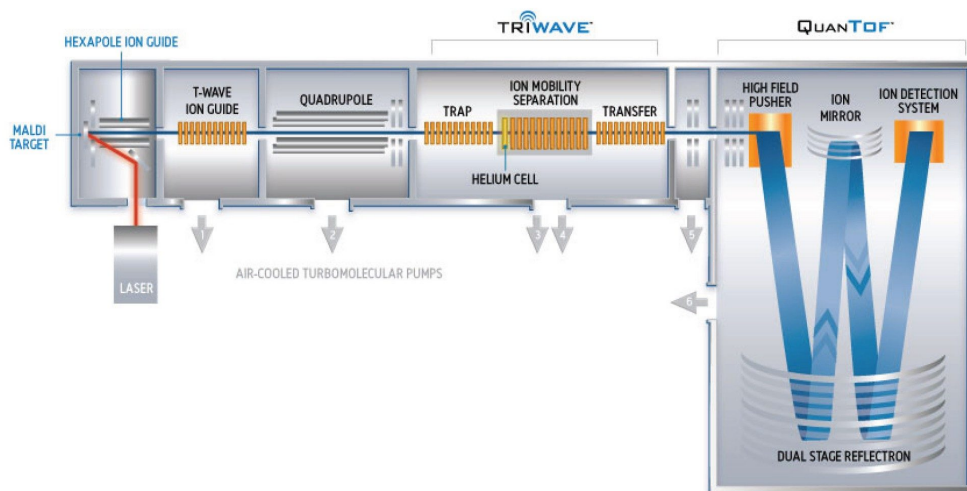 TRIWAVE™
QUANTOF™
HEXAPOLE ION GUIDE
T-WAVE
ION GUIDE
QUADRUPOLE
TRAP
ION MOBILITY
SEPARATION
TRANSFER
HELIUM CELL
HIGH FIELD
PUSHER
ION
MIRROR
ION DETECTION
SYSTEM
MALDI
TARGET
1
2
3
4
5
6
AIR-COOLED TURBOMOLECULAR PUMPS
LASER
DUAL STAGE REFLECTRON